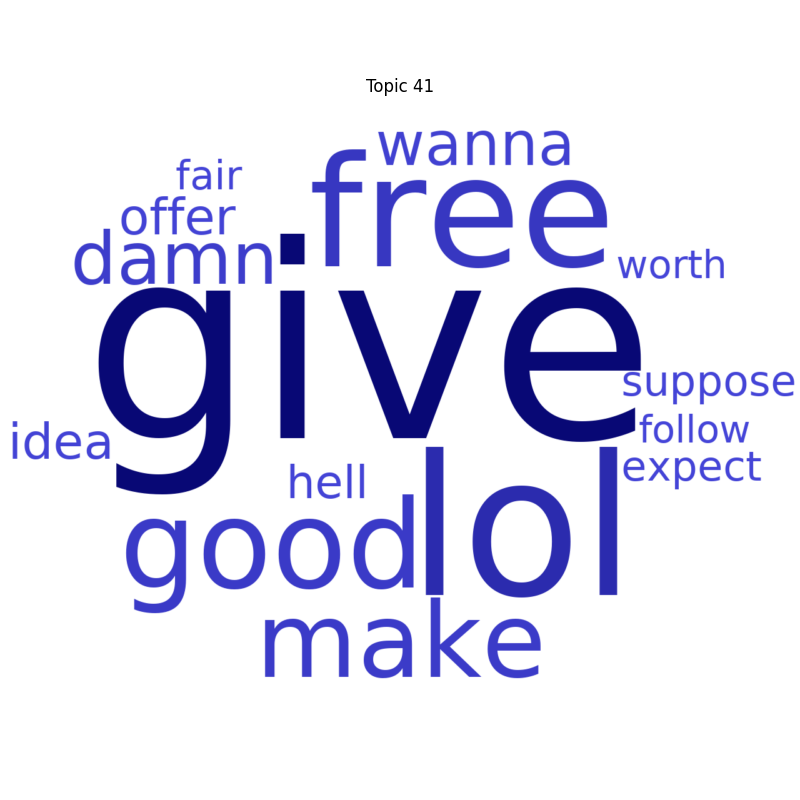 Topic 41
wanna
fair
free
offer
damn
worth
give
suppose
follow
idea
expect
hell
lol
good
make